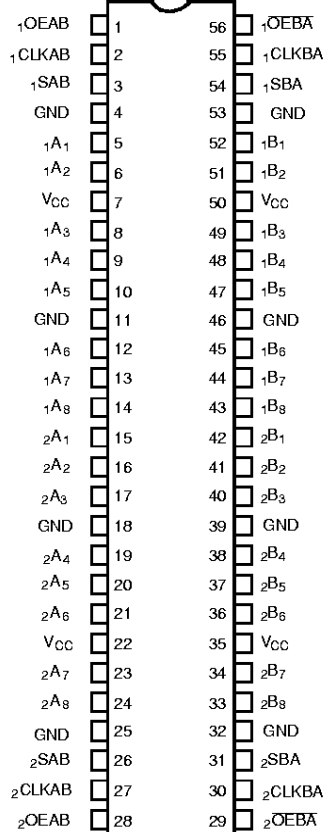 ₁OEAB 1 56 ₁O̅E̅B̅A̅
₁CLKAB 2 55 ₁CLKBA
₁SAB 3 54 ₁SBA
GND 4 53 GND
₁A₁ 5 52 ₁B₁
₁A₂ 6 51 ₁B₂
VCC 7 50 VCC
₁A₃ 8 49 ₁B₃
₁A₄ 9 48 ₁B₄
₁A₅ 10 47 ₁B₅
GND 11 46 GND
₁A₆ 12 45 ₁B₆
₁A₇ 13 44 ₁B₇
₁A₈ 14 43 ₁B₈
₂A₁ 15 42 ₂B₁
₂A₂ 16 41 ₂B₂
₂A₃ 17 40 ₂B₃
GND 18 39 GND
₂A₄ 19 38 ₂B₄
₂A₅ 20 37 ₂B₅
₂A₆ 21 36 ₂B₆
VCC 22 35 VCC
₂A₇ 23 34 ₂B₇
₂A₈ 24 33 ₂B₈
GND 25 32 GND
₂SAB 26 31 ₂SBA
₂CLKAB 27 30 ₂CLKBA
₂OEAB 28 29 ₂O̅E̅B̅A̅